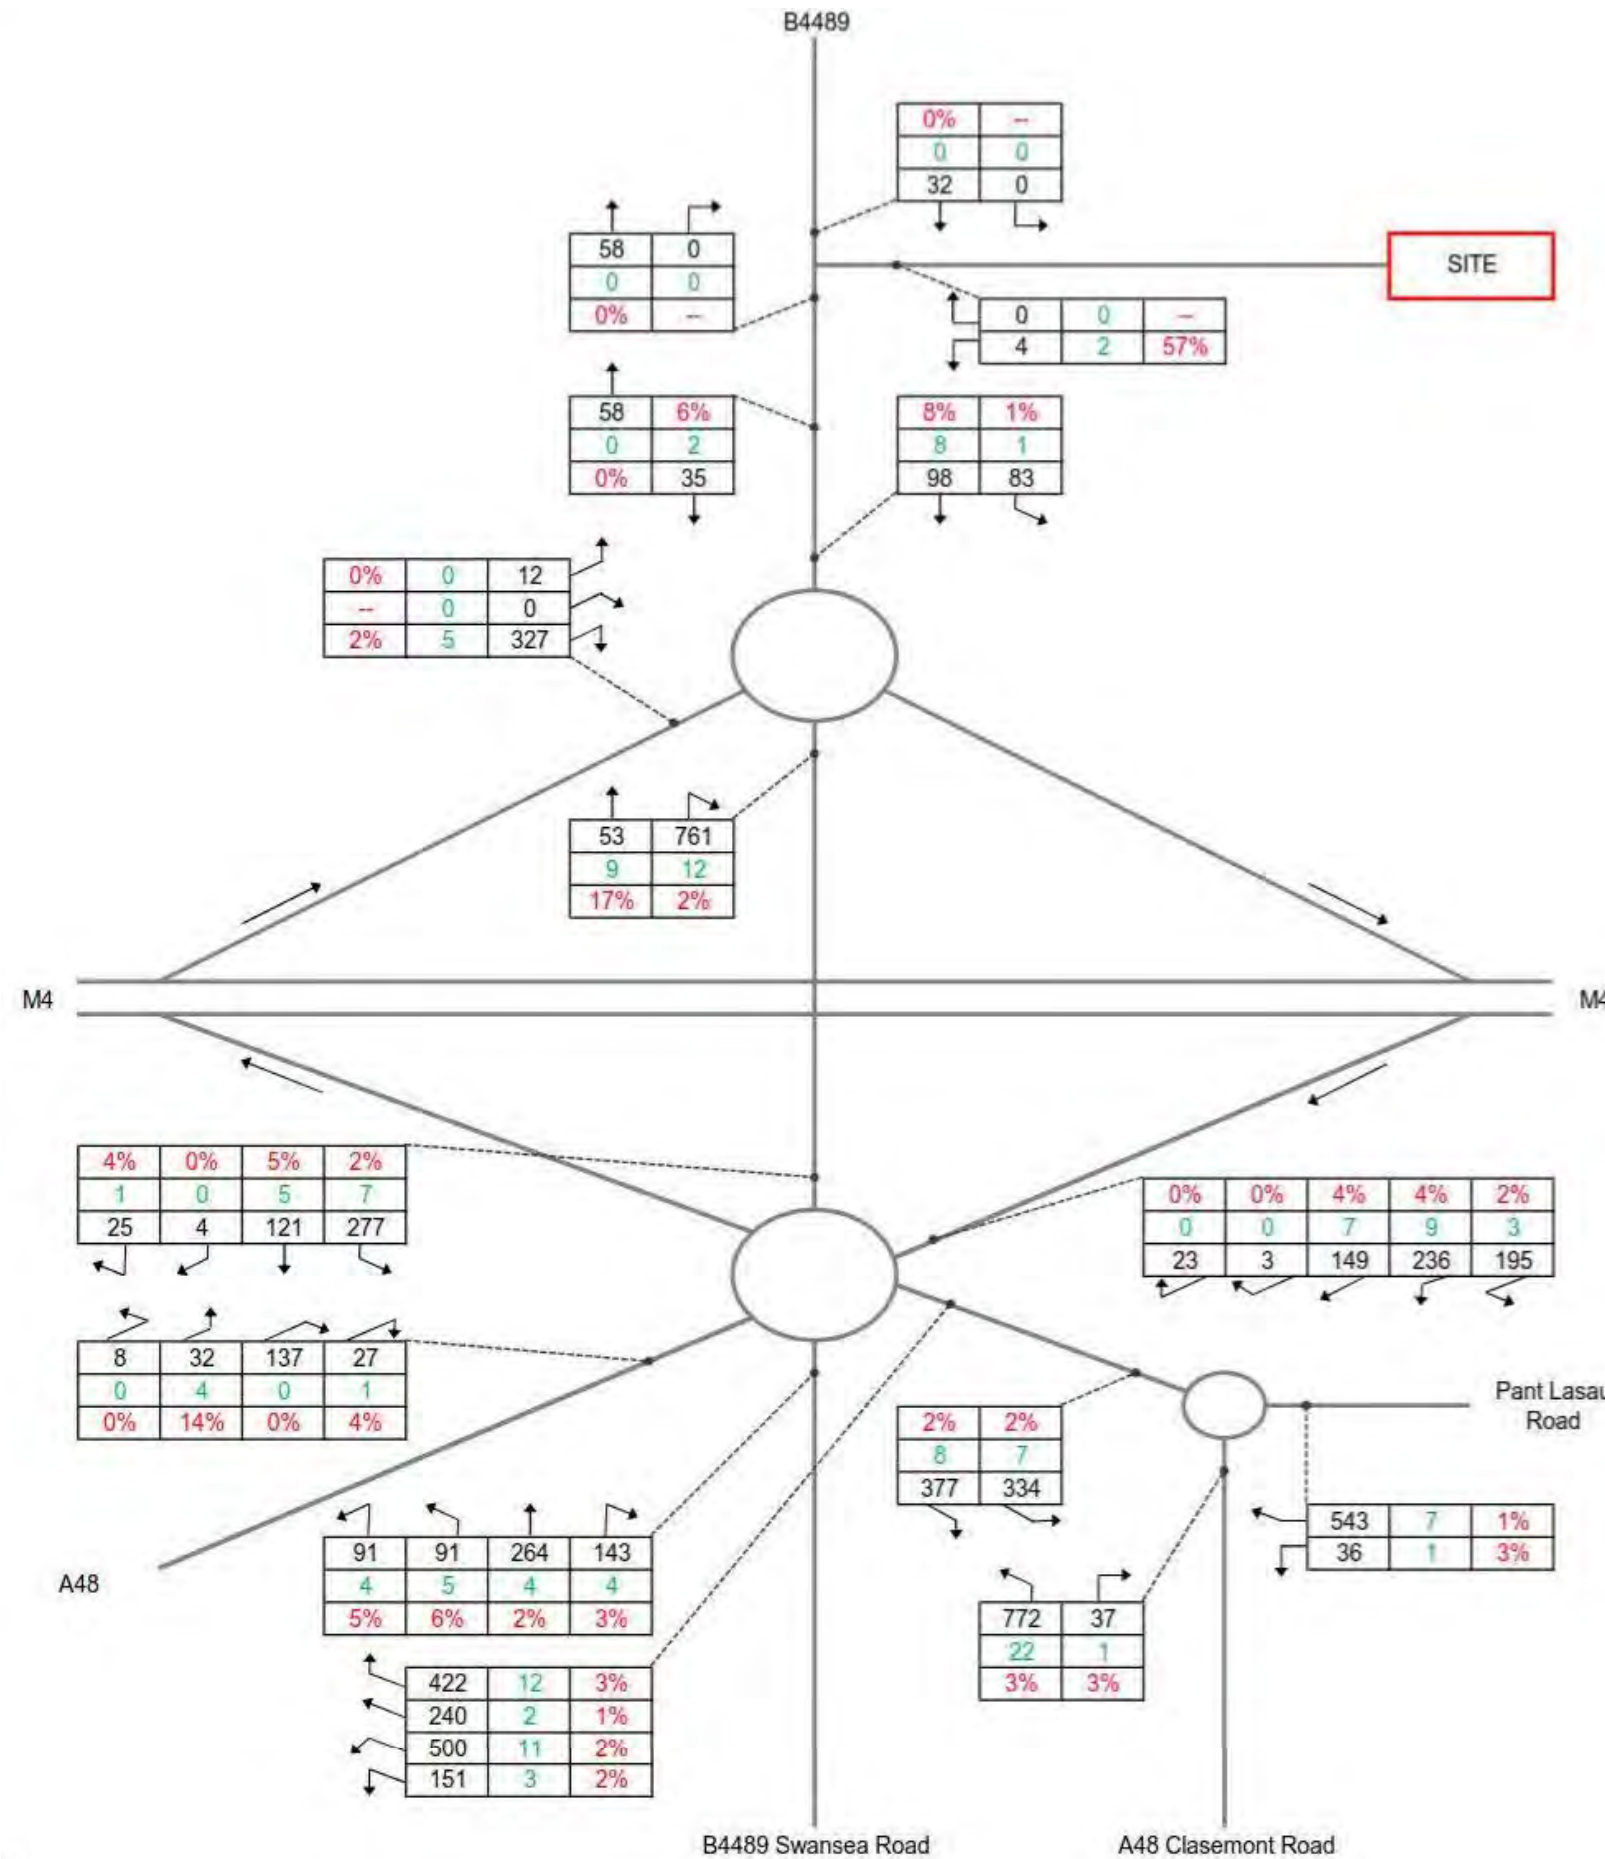 B4489
0% --
0 0
32 0
58 0
0 0
0% --
SITE
0 0 --
4 2 57%
58 6%
0 2
0% 35
8% 1%
8 1
98 83
0% 0 12
-- 0 0
2% 5 327
53 761
9 12
17% 2%
M4
M4
4% 0% 5% 2%
1 0 5 7
25 4 121 277
0% 0% 4% 4% 2%
0 0 7 9 3
23 3 149 236 195
8 32 137 27
0 4 0 1
0% 14% 0% 4%
Pant Lasau
Road
2% 2%
8 7
377 334
543 7 1%
36 1 3%
A48
91 91 264 143
4 5 4 4
5% 6% 2% 3%
772 37
22 1
3% 3%
422 12 3%
240 2 1%
500 11 2%
151 3 2%
B4489 Swansea Road
A48 Clasemont Road